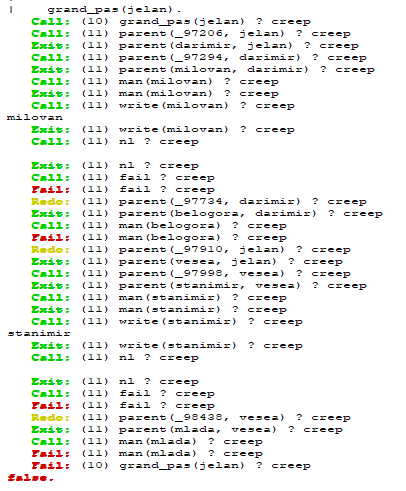 |    grand_pas(jelan).
Call: (10) grand_pas(jelan) ? creep
Call: (11) parent(_97206, jelan) ? creep
Exit: (11) parent(darimir, jelan) ? creep
Call: (11) parent(_97294, darimir) ? creep
Exit: (11) parent(milovan, darimir) ? creep
Call: (11) man(milovan) ? creep
Exit: (11) man(milovan) ? creep
Call: (11) write(milovan) ? creep
milovan
Exit: (11) write(milovan) ? creep
Call: (11) nl ? creep
Exit: (11) nl ? creep
Call: (11) fail ? creep
Fail: (11) fail ? creep
Redo: (11) parent(_97734, darimir) ? creep
Exit: (11) parent(belogora, darimir) ? creep
Call: (11) man(belogora) ? creep
Fail: (11) man(belogora) ? creep
Redo: (11) parent(_97910, jelan) ? creep
Exit: (11) parent(vesea, jelan) ? creep
Call: (11) parent(_97998, vesea) ? creep
Exit: (11) parent(stanimir, vesea) ? creep
Call: (11) man(stanimir) ? creep
Exit: (11) man(stanimir) ? creep
Call: (11) write(stanimir) ? creep
stanimir
Exit: (11) write(stanimir) ? creep
Call: (11) nl ? creep
Exit: (11) nl ? creep
Call: (11) fail ? creep
Fail: (11) fail ? creep
Redo: (11) parent(_98438, vesea) ? creep
Exit: (11) parent(mlada, vesea) ? creep
Call: (11) man(mlada) ? creep
Fail: (11) man(mlada) ? creep
Fail: (10) grand_pas(jelan) ? creep
false.